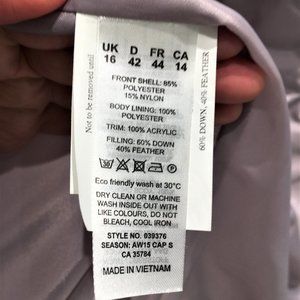 UK D FR CA
16 42 44 14
FRONT SHELL: 85%
POLYESTER
15% NYLON
BODY LINING: 100%
POLYESTER
TRIM: 100% ACRYLIC
FILLING: 60% DOWN
40% FEATHER
30
Eco friendly wash at 30°C
DRY CLEAN OR MACHINE
WASH INSIDE OUT WITH
LIKE COLOURS, DO NOT
BLEACH, COOL IRON
STYLE NO. 039376
SEASON: AW15 CAP S
CA 35784
MADE IN VIETNAM
Not to be removed until
60% DOWN, 40% FEATHER